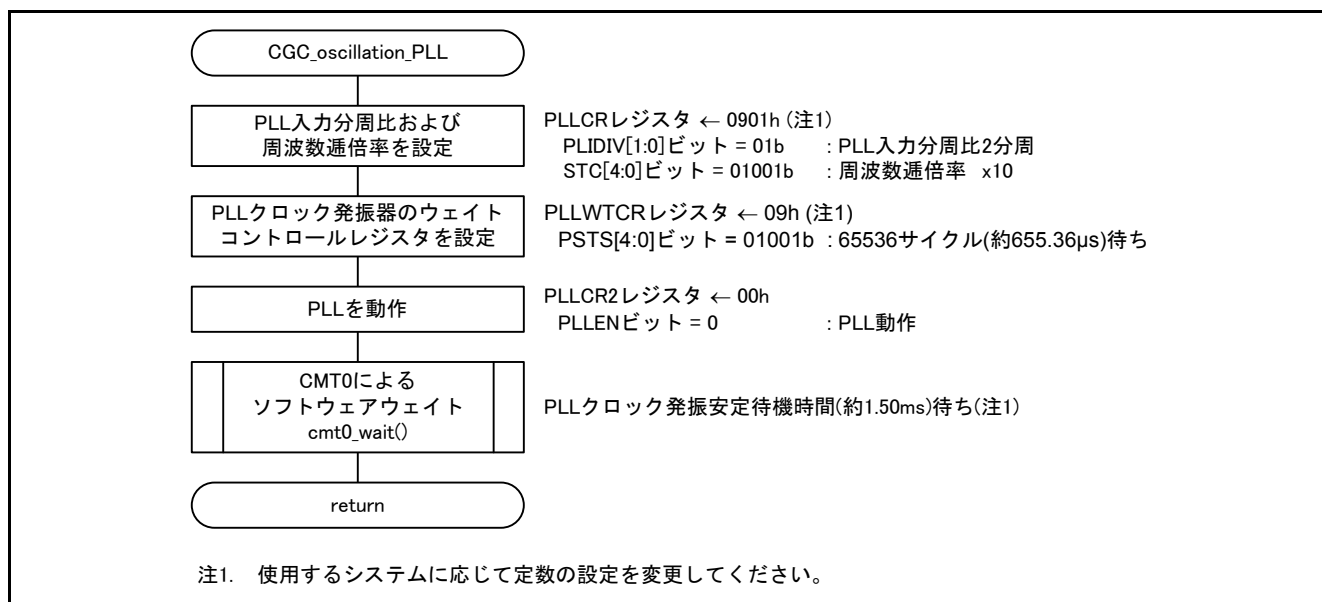 CGC_oscillation_PLL
PLL入力分周比および
周波数逓倍率を設定
PLLCRレジスタ ← 0901h (注1)
PLIDIV[1:0]ビット = 01b : PLL入力分周比2分周
STC[4:0]ビット = 01001b : 周波数逓倍率 x10
PLLクロック発振器のウェイト
コントロールレジスタを設定
PLLWTCRレジスタ ← 09h (注1)
PSTS[4:0]ビット = 01001b : 65536サイクル(約655.36µs)待ち
PLLを動作
PLLCR2レジスタ ← 00h
PLLENビット = 0 : PLL動作
CMT0による
ソフトウェアウェイト
cmt0_wait()
PLLクロック発振安定待機時間(約1.50ms)待ち(注1)
return
注1. 使用するシステムに応じて定数の設定を変更してください。